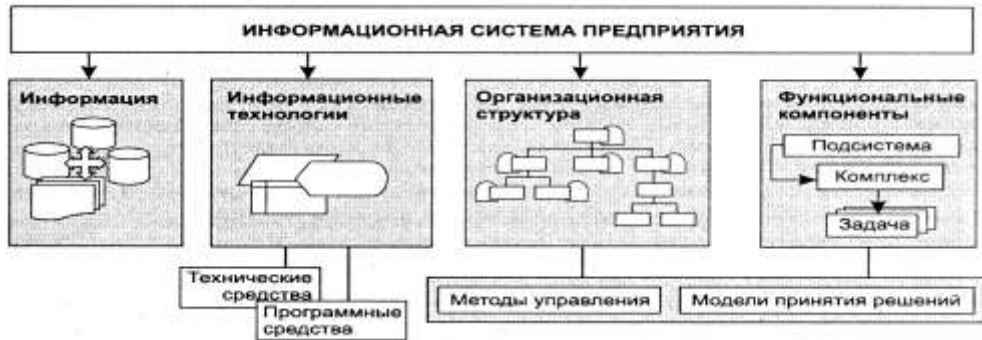 ИНФОРМАЦИОННАЯ СИСТЕМА ПРЕДПРИЯТИЯ
Информация
Информационные
технологии
Организационная
структура
Функциональные
компоненты
Подсистема
Комплекс
Задача
Технические
средства
Программные
средства
Методы управления
Модели принятия решений